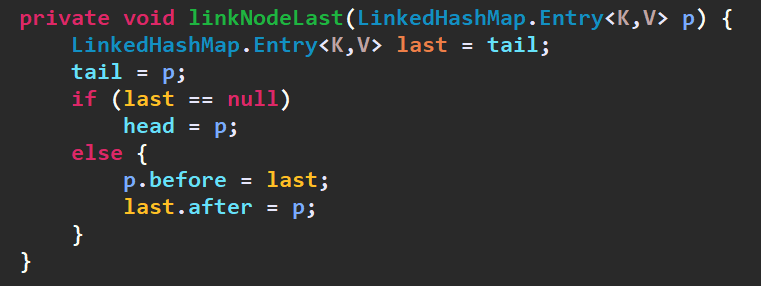 private void linkNodeLast(LinkedHashMap.Entry<K,V> p) {
    LinkedHashMap.Entry<K,V> last = tail;
    tail = p;
    if (last == null)
        head = p;
    else {
        p.before = last;
        last.after = p;
    }
}